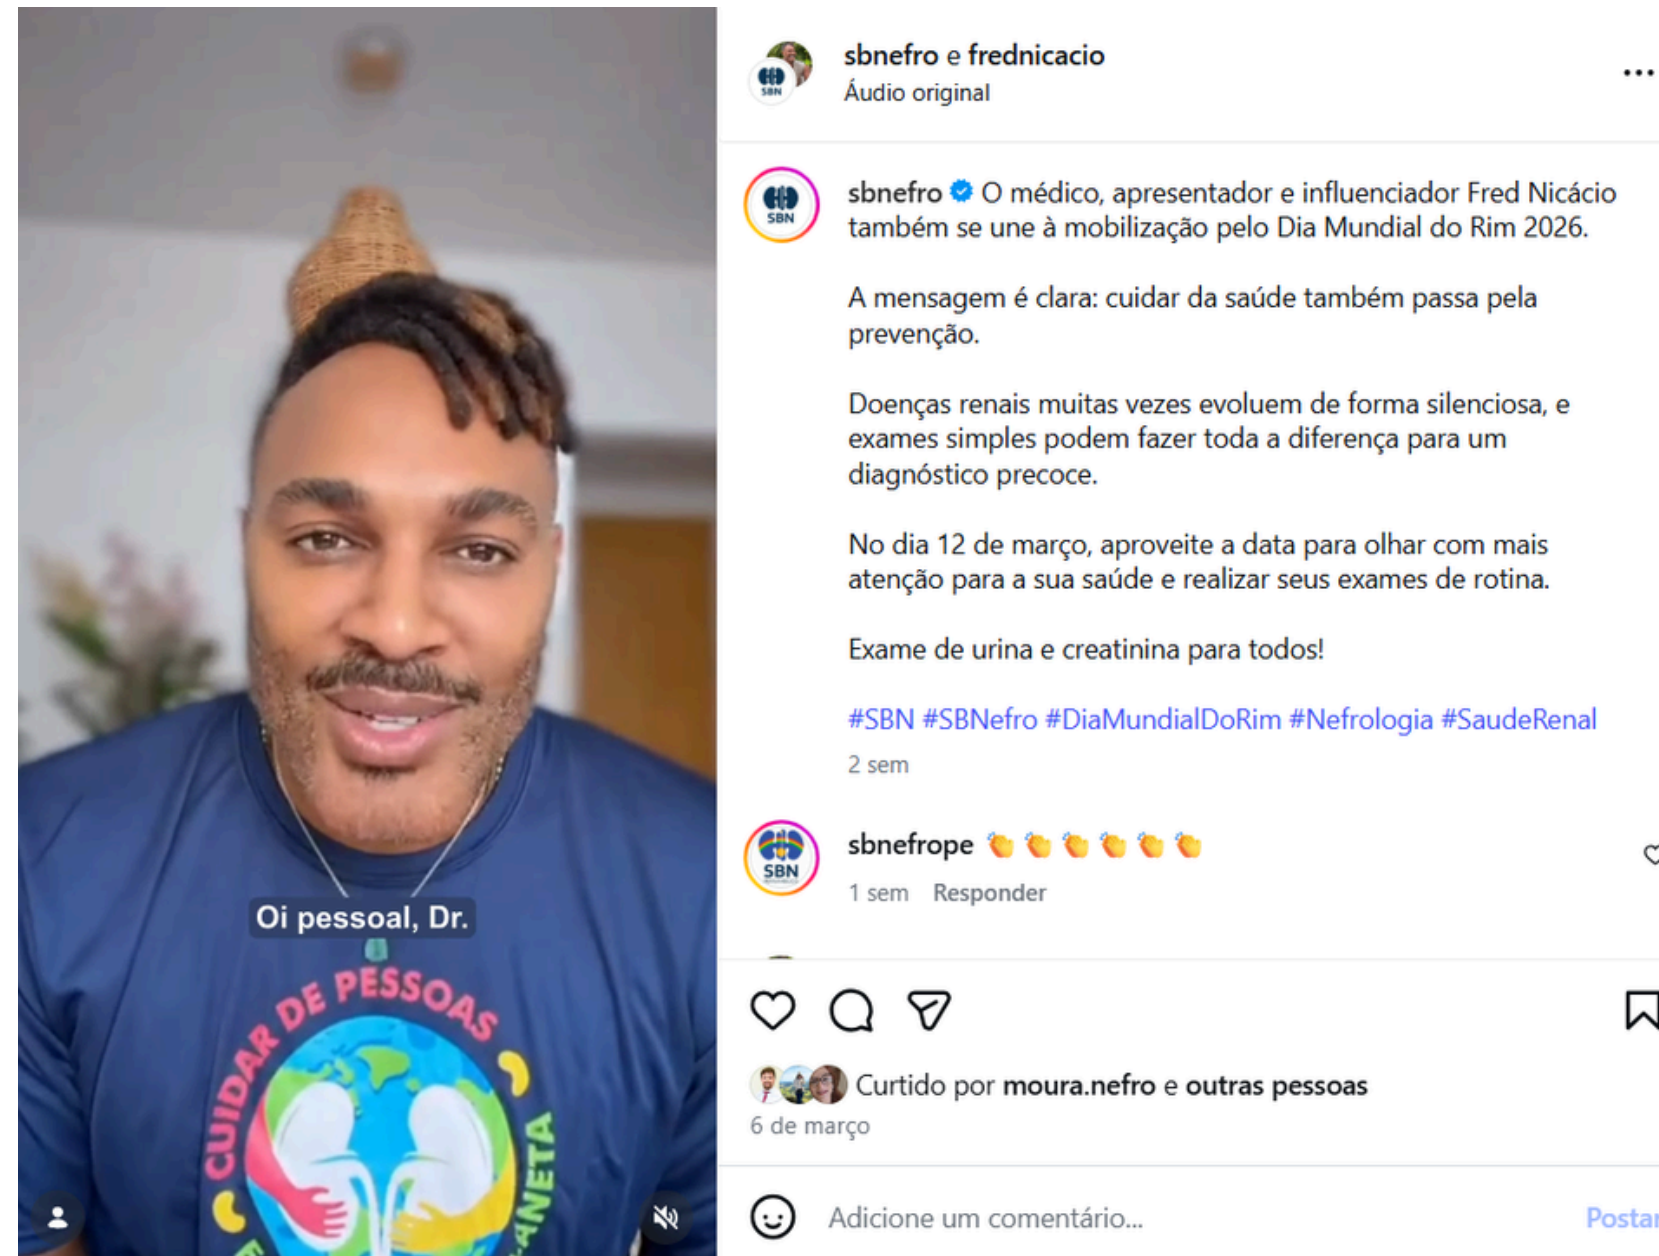 Oi pessoal, Dr.
CUIDAR DE PESSOAS
sbnefro e frednicacio
SBN
Áudio original
SBN
sbnefro O médico, apresentador e influenciador Fred Nicácio
também se une à mobilização pelo Dia Mundial do Rim 2026.
A mensagem é clara: cuidar da saúde também passa pela
prevenção.
Doenças renais muitas vezes evoluem de forma silenciosa, e
exames simples podem fazer toda a diferença para um
diagnóstico precoce.
No dia 12 de março, aproveite a data para olhar com mais
atenção para a sua saúde e realizar seus exames de rotina.
Exame de urina e creatinina para todos!
#SBN #SBNefro #DiaMundialDoRim #Nefrologia #SaudeRenal
2 sem
sbnefrope 👏👏👏👏👏👏
SBN
1 sem Responder
Curtido por moura.nefro e outras pessoas
6 de março
Adicione um comentário...
Postar